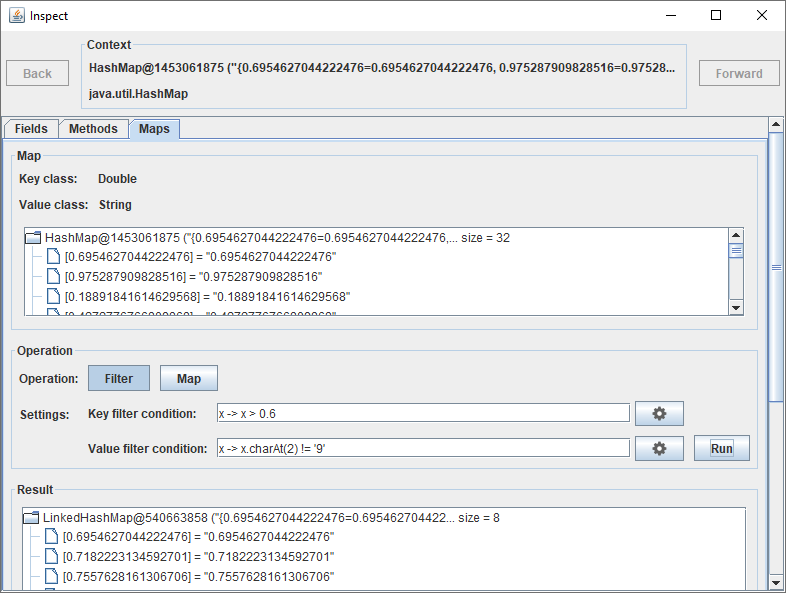 Inspect
Context
Back
HashMap@1453061875 ("{0.6954627044222476=0.6954627044222476, 0.975287909828516=0.97528...
Forward
java.util.HashMap
Fields Methods Maps
Map
Key class: Double
Value class: String
HashMap@1453061875 ("{0.6954627044222476=0.6954627044222476,... size = 32
[0.6954627044222476] = "0.6954627044222476"
[0.975287909828516] = "0.975287909828516"
[0.18891841614629568] = "0.18891841614629568"
Operation
Operation: Filter Map
Settings: Key filter condition: x -> x > 0.6
Value filter condition: x -> x.charAt(2) != '9' Run
Result
LinkedHashMap@540663858 ("{0.6954627044222476=0.695462704422... size = 8
[0.6954627044222476] = "0.6954627044222476"
[0.7182223134592701] = "0.7182223134592701"
[0.7557628161306706] = "0.7557628161306706"